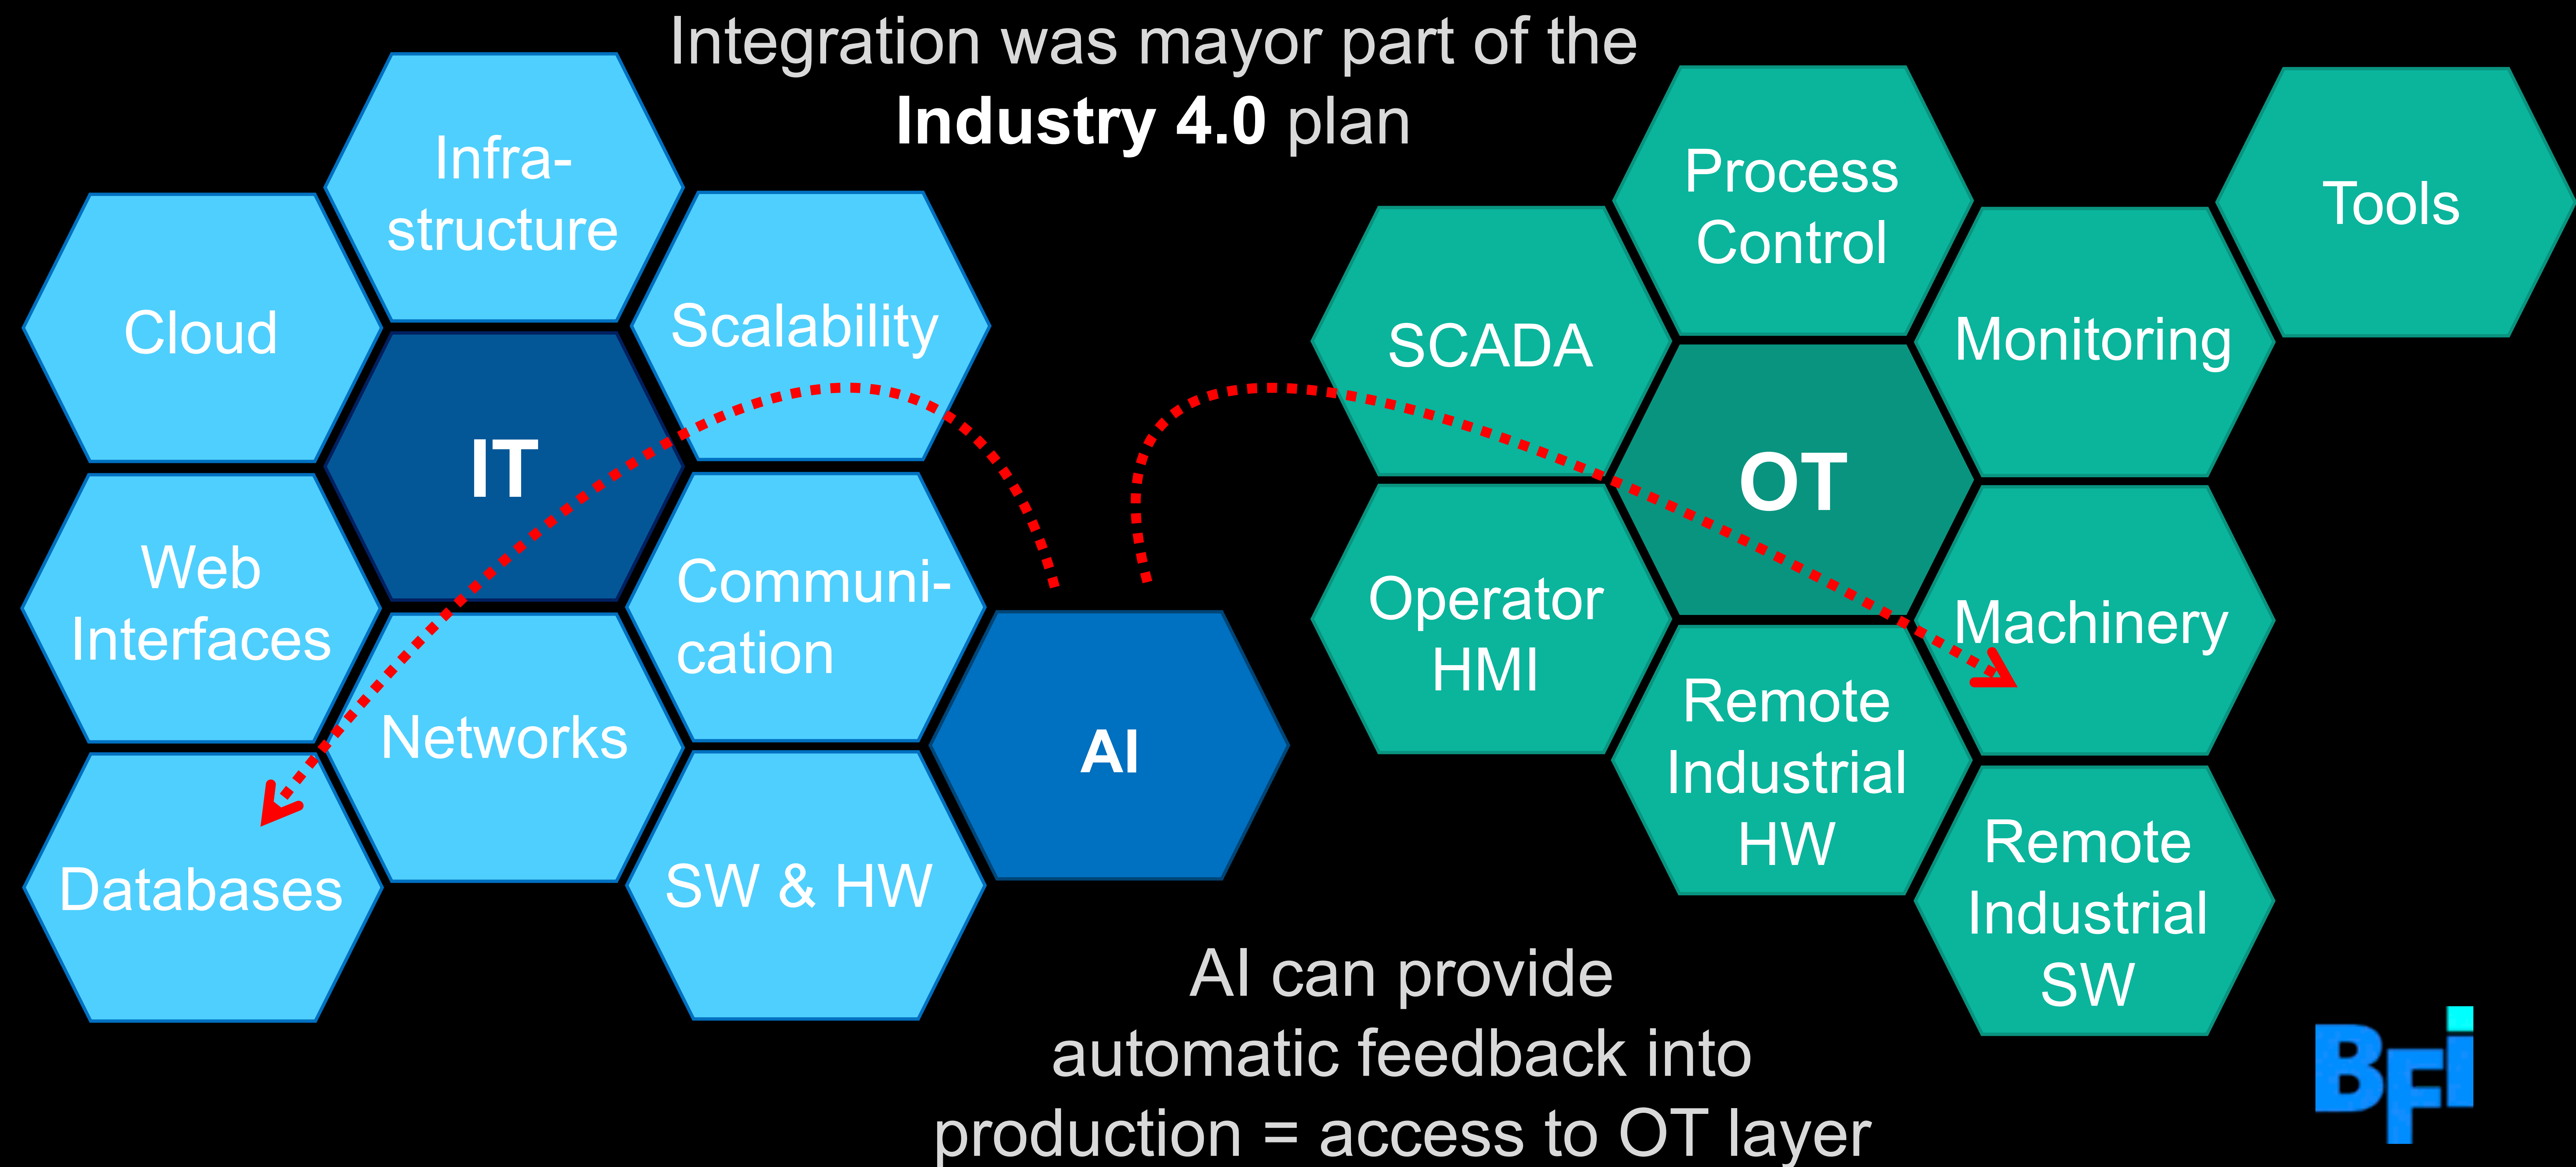 Integration was mayor part of the
Industry 4.0 plan
Infra-
structure
Cloud
Scalability
IT
Web
Interfaces
Communi-
cation
Networks
Databases
SW & HW
AI
Process
Control
Tools
SCADA
Monitoring
OT
Operator
HMI
Machinery
Remote
Industrial
HW
Remote
Industrial
SW
AI can provide
automatic feedback into
production = access to OT layer
BFi